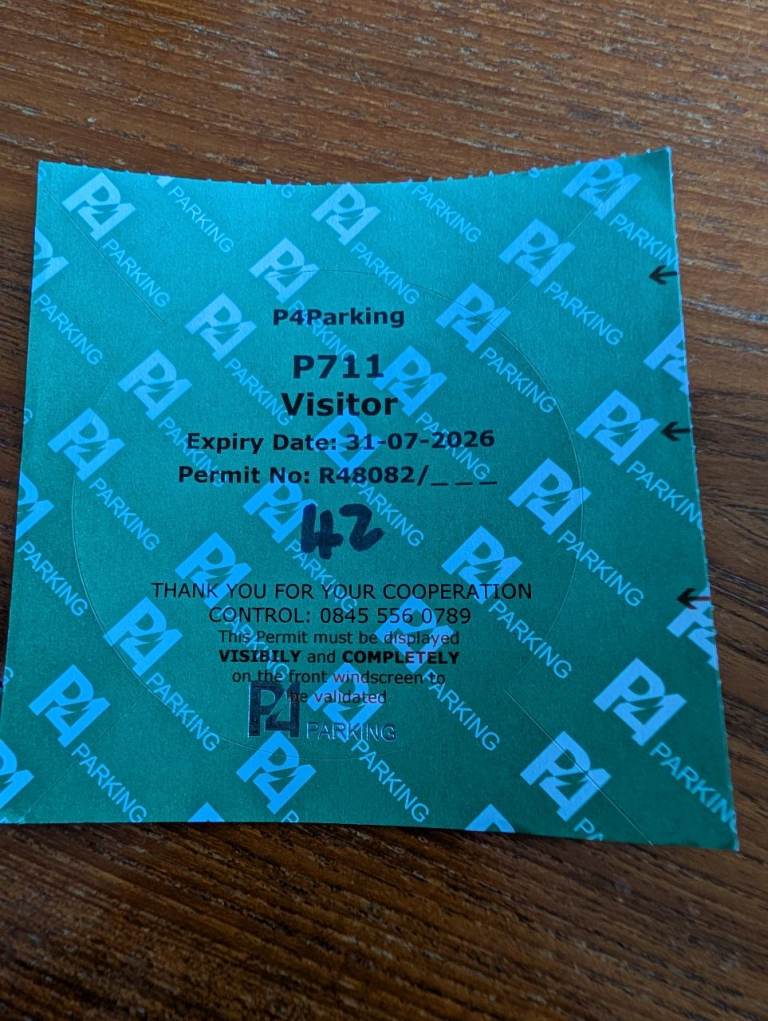 P4Parking
P711
Visitor
Expiry Date: 31-07-2026
Permit No: R48082/_ _ _
42
THANK YOU FOR YOUR COOPERATION
CONTROL: 0845 556 0789
This Permit must be displayed
VISIBILY and COMPLETELY
on the front windscreen to
be validated
P4 PARKING